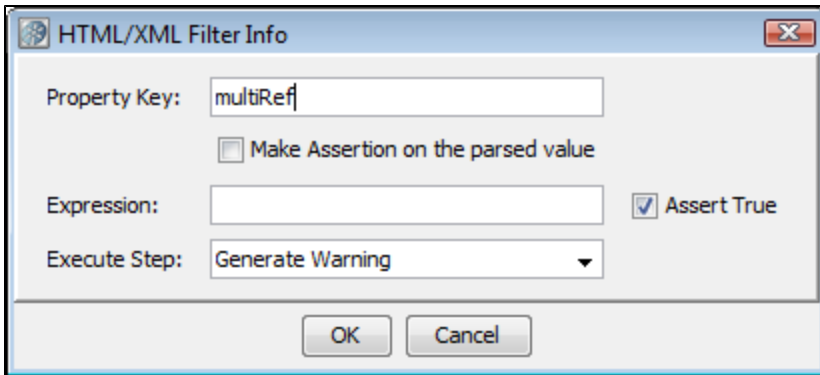 HTML/XML Filter Info
Property Key: multiRef
Make Assertion on the parsed value
Expression: Assert True
Execute Step: Generate Warning
OK Cancel